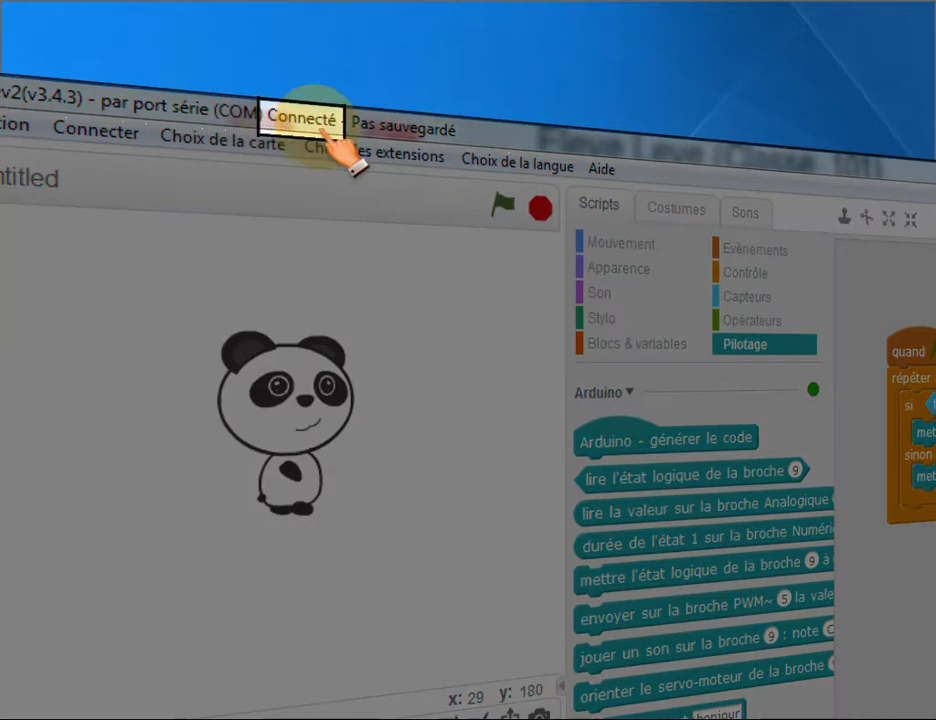 ev2(v3.4.3) - par port série (COM) Connecté - Pas sauvegardé
tion Connecter Choix de la carte Ch es extensions Choix de la langue Aide
ntitled
Scripts Costumes Sons
Mouvement Evènements
Apparence Contrôle
Son Capteurs
Stylo Opérateurs
Blocs & variables Pilotage
Arduino
Arduino - générer le code
lire l'état logique de la broche 9
lire la valeur sur la broche Analogique
durée de l'état 1 sur la broche Numéri
mettre l'état logique de la broche 9 à
envoyer sur la broche PWM~ 5 la vale
jouer un son sur la broche 9 : note C
orienter le servo-moteur de la broche
bonjour
quand
répéter
si
met
sinon
met
x: 29 y: 180